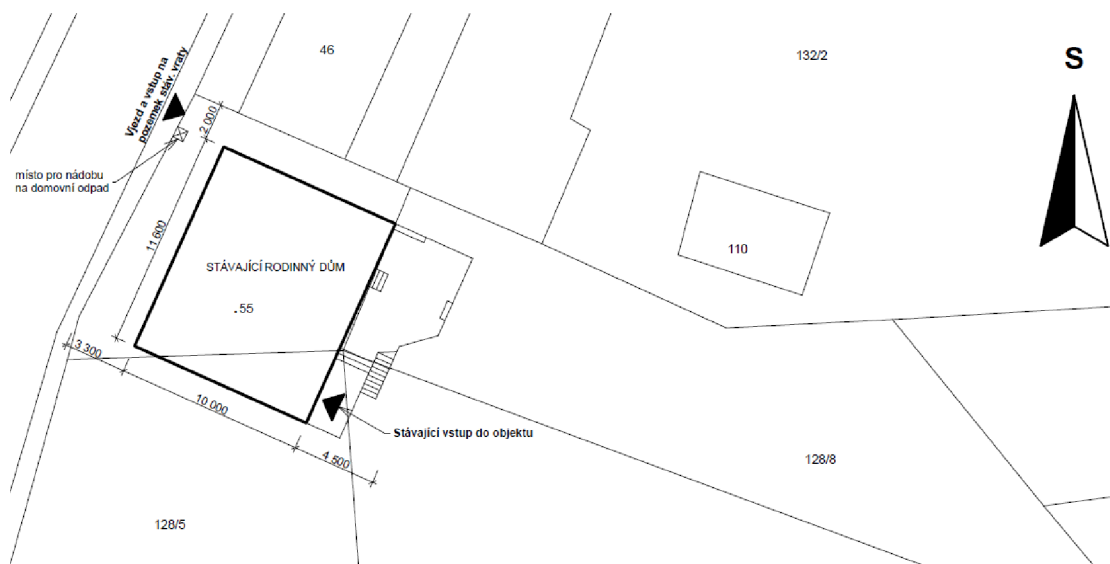 46
132/2
S
Vjezd a vstup na
pozemek stáv. vraty
2 000
místo pro nádobu
na domovní odpad
11 600
110
STÁVAJÍCÍ RODINNÝ DŮM
.55
3 300
10 000
Stávající vstup do objektu
4 500
128/8
128/5